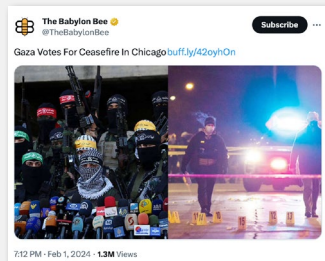 The Babylon Bee
@TheBabylonBee
Subscribe
Gaza Votes For Ceasefire In Chicago buff.ly/42oyhOn
7:12 PM · Feb 1, 2024 · 1.3M Views